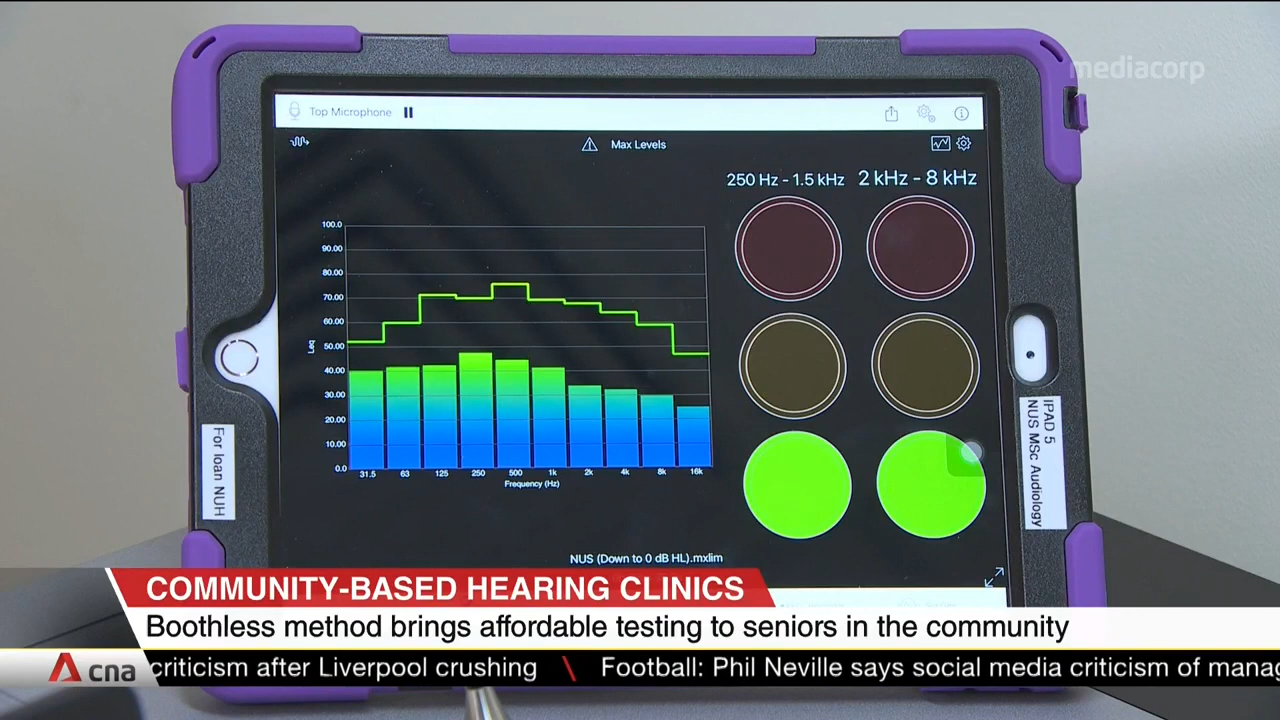 mediacorp
Top Microphone
Max Levels
250 Hz - 1.5 kHz
2 kHz - 8 kHz
100.0
90.00
80.00
70.00
60.00
50.00
40.00
30.00
20.00
10.00
0.0
Leq
31.5 63 125 250 500 1k 2k 4k 8k 16k
Frequency (Hz)
NUS (Down to 0 dB HL).mxlim
For loan NUH
IPAD 5
NUS MSc Audiology
COMMUNITY-BASED HEARING CLINICS
Boothless method brings affordable testing to seniors in the community
cna
criticism after Liverpool crushing \ Football: Phil Neville says social media criticism of manag